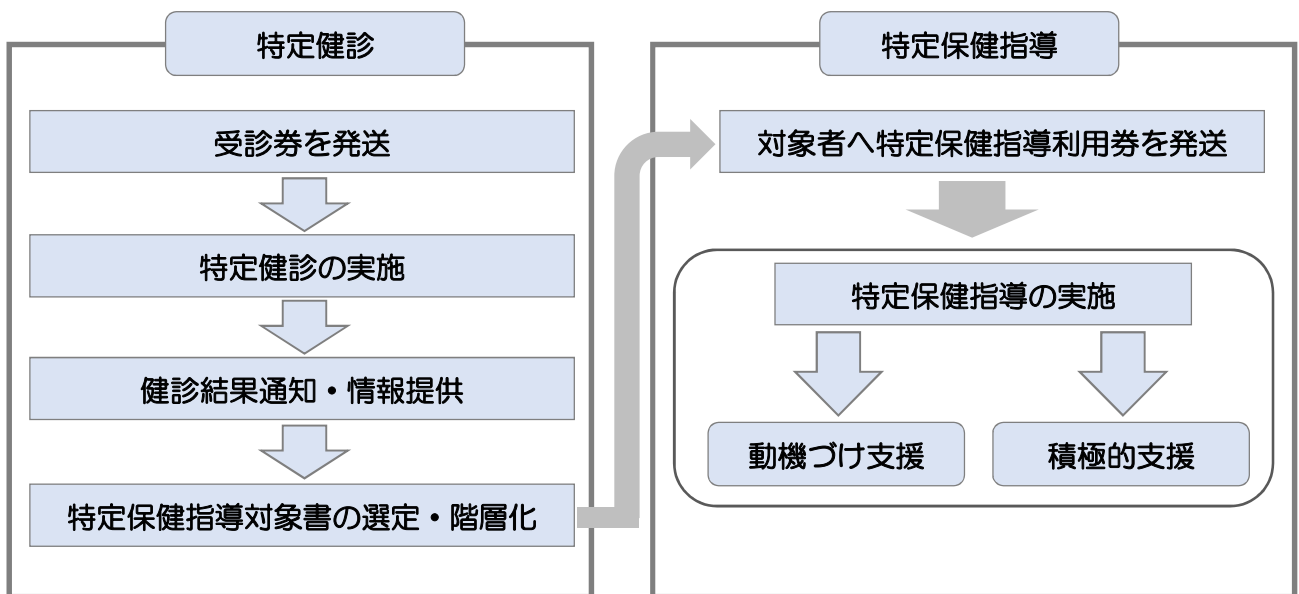 特定健診
受診券を発送
特定健診の実施
健診結果通知・情報提供
特定保健指導対象書の選定・階層化
特定保健指導
対象者へ特定保健指導利用券を発送
特定保健指導の実施
動機づけ支援
積極的支援